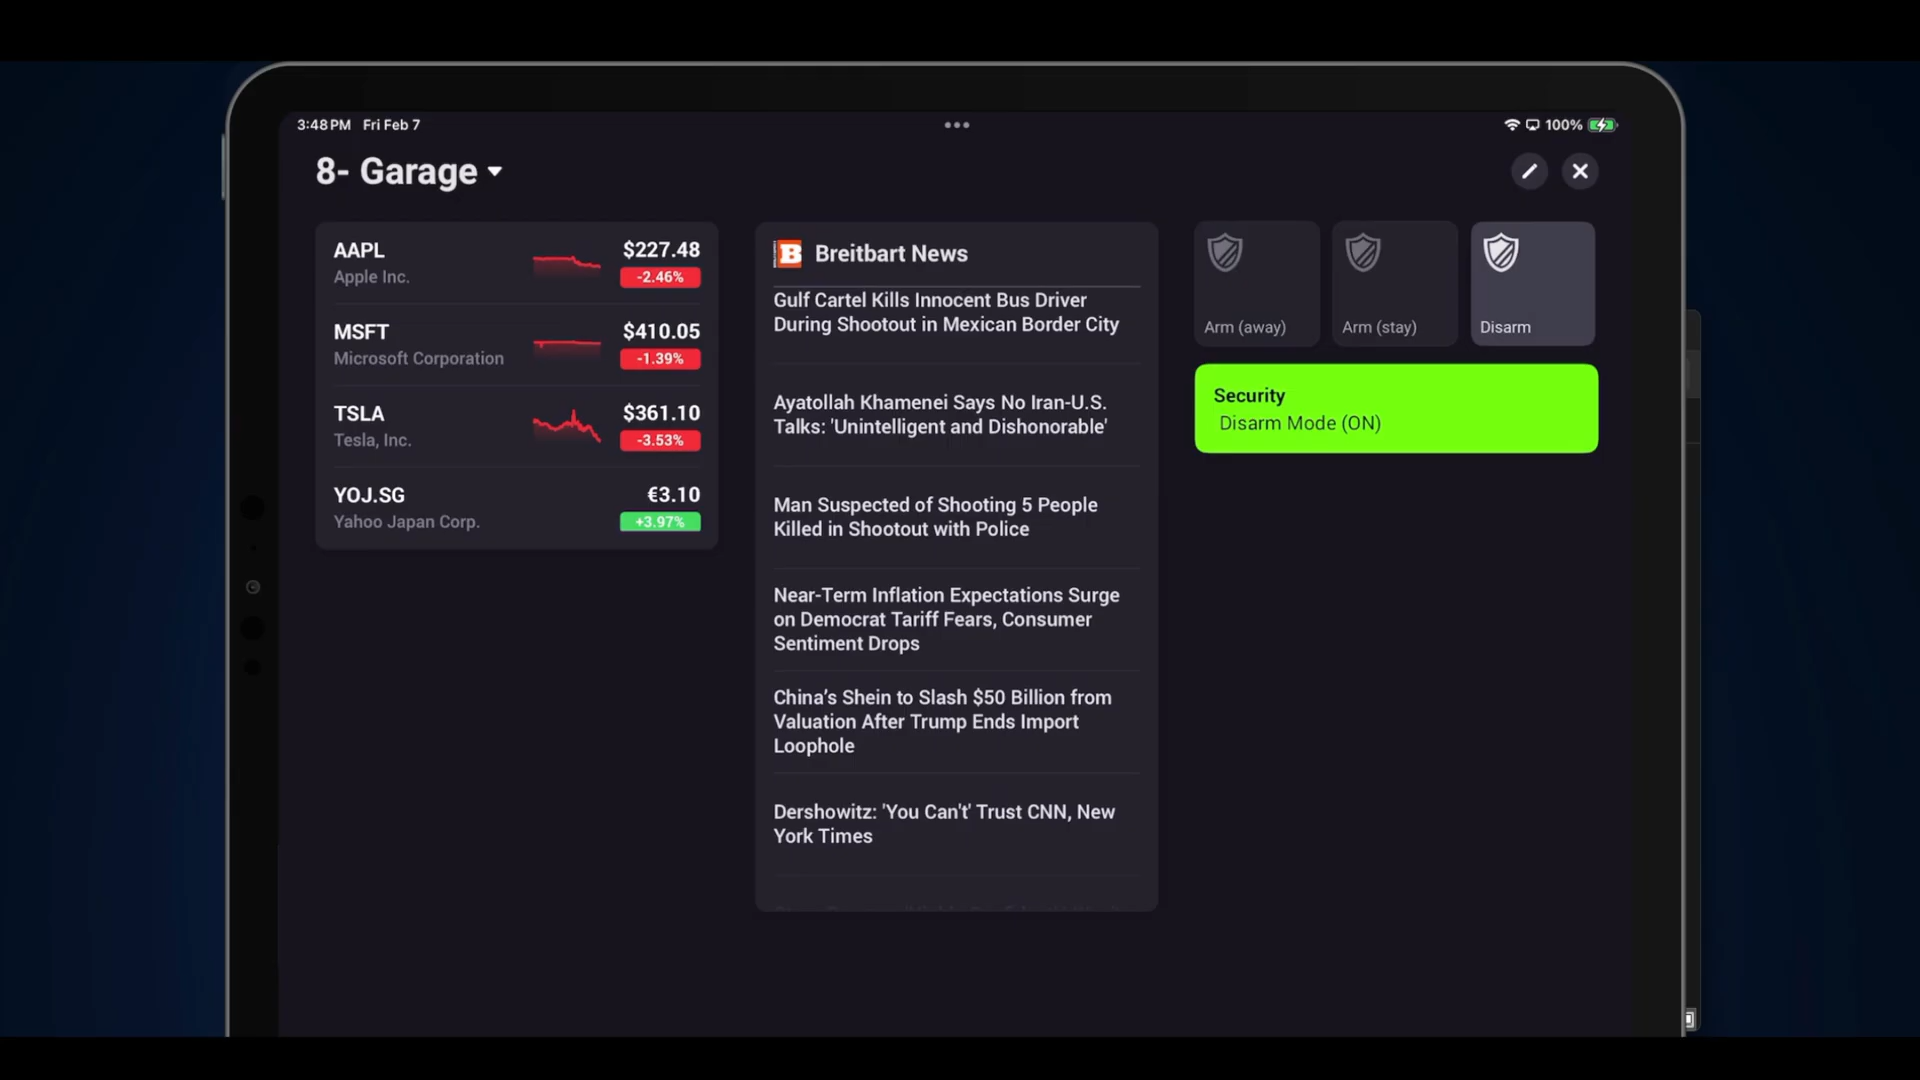 3:48 PM Fri Feb 7
100%
8- Garage
AAPL
$227.48
Apple Inc.
-2.46%
MSFT
$410.05
Microsoft Corporation
-1.39%
TSLA
$361.10
Tesla, Inc.
-3.53%
YOJ.SG
€3.10
Yahoo Japan Corp.
+3.97%
B
Breitbart News
Gulf Cartel Kills Innocent Bus Driver
During Shootout in Mexican Border City
Ayatollah Khamenei Says No Iran-U.S.
Talks: 'Unintelligent and Dishonorable'
Man Suspected of Shooting 5 People
Killed in Shootout with Police
Near-Term Inflation Expectations Surge
on Democrat Tariff Fears, Consumer
Sentiment Drops
China’s Shein to Slash $50 Billion from
Valuation After Trump Ends Import
Loophole
Dershowitz: 'You Can't' Trust CNN, New
York Times
Arm (away)
Arm (stay)
Disarm
Security
Disarm Mode (ON)